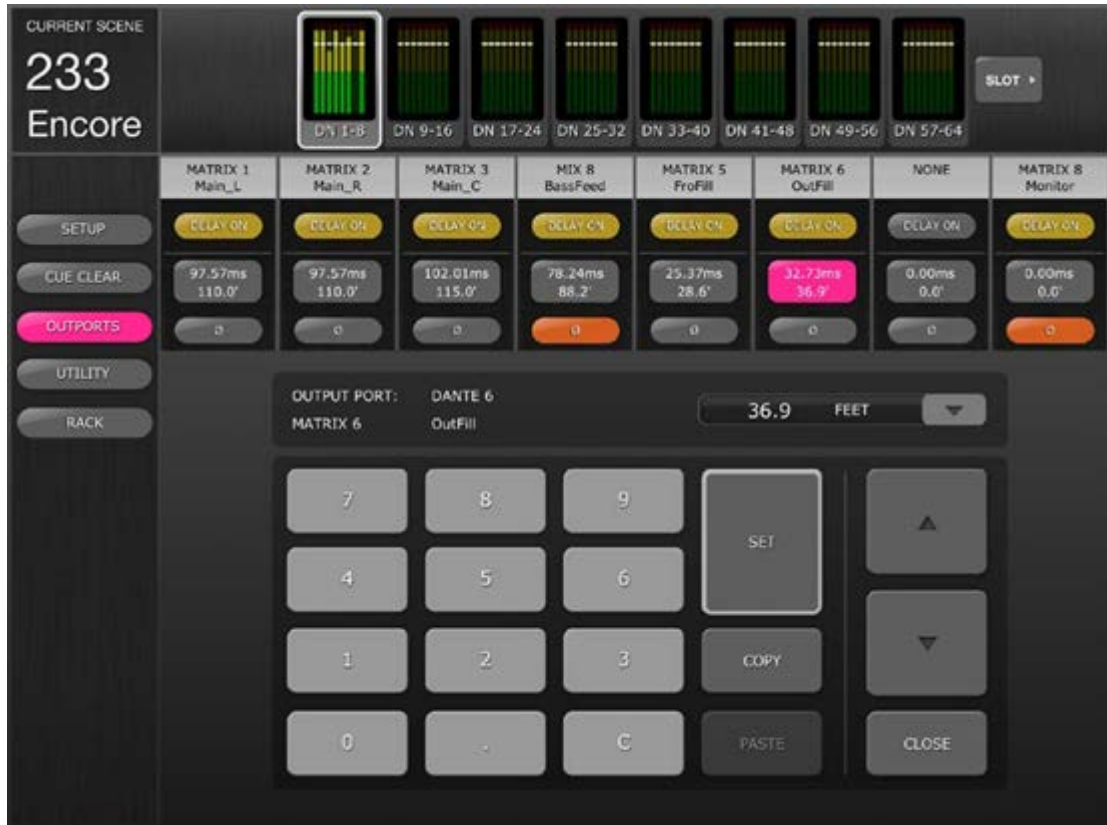 CURRENT SCENE
233
Encore
DN 1-8
DN 9-16
DN 17-24
DN 25-32
DN 33-40
DN 41-48
DN 49-56
DN 57-64
SLOT
MATRIX 1
Main_L
MATRIX 2
Main_R
MATRIX 3
Main_C
MIX 8
BassFeed
MATRIX 5
FroFill
MATRIX 6
OutFill
NONE
MATRIX 8
Monitor
SETUP
DELAY ON
DELAY ON
DELAY ON
DELAY ON
DELAY ON
DELAY ON
DELAY ON
DELAY ON
CUE CLEAR
97.57ms
110.0'
97.57ms
110.0'
102.01ms
115.0'
78.24ms
88.2'
25.37ms
28.6'
32.73ms
36.9'
0.00ms
0.0'
0.00ms
0.0'
OUTPORTS
Ø
Ø
Ø
Ø
Ø
Ø
Ø
Ø
UTILITY
RACK
OUTPUT PORT: DANTE 6
MATRIX 6 OutFill
36.9 FEET
7 8 9
SET
4 5 6
1 2 3
COPY
0 . C
PASTE
CLOSE